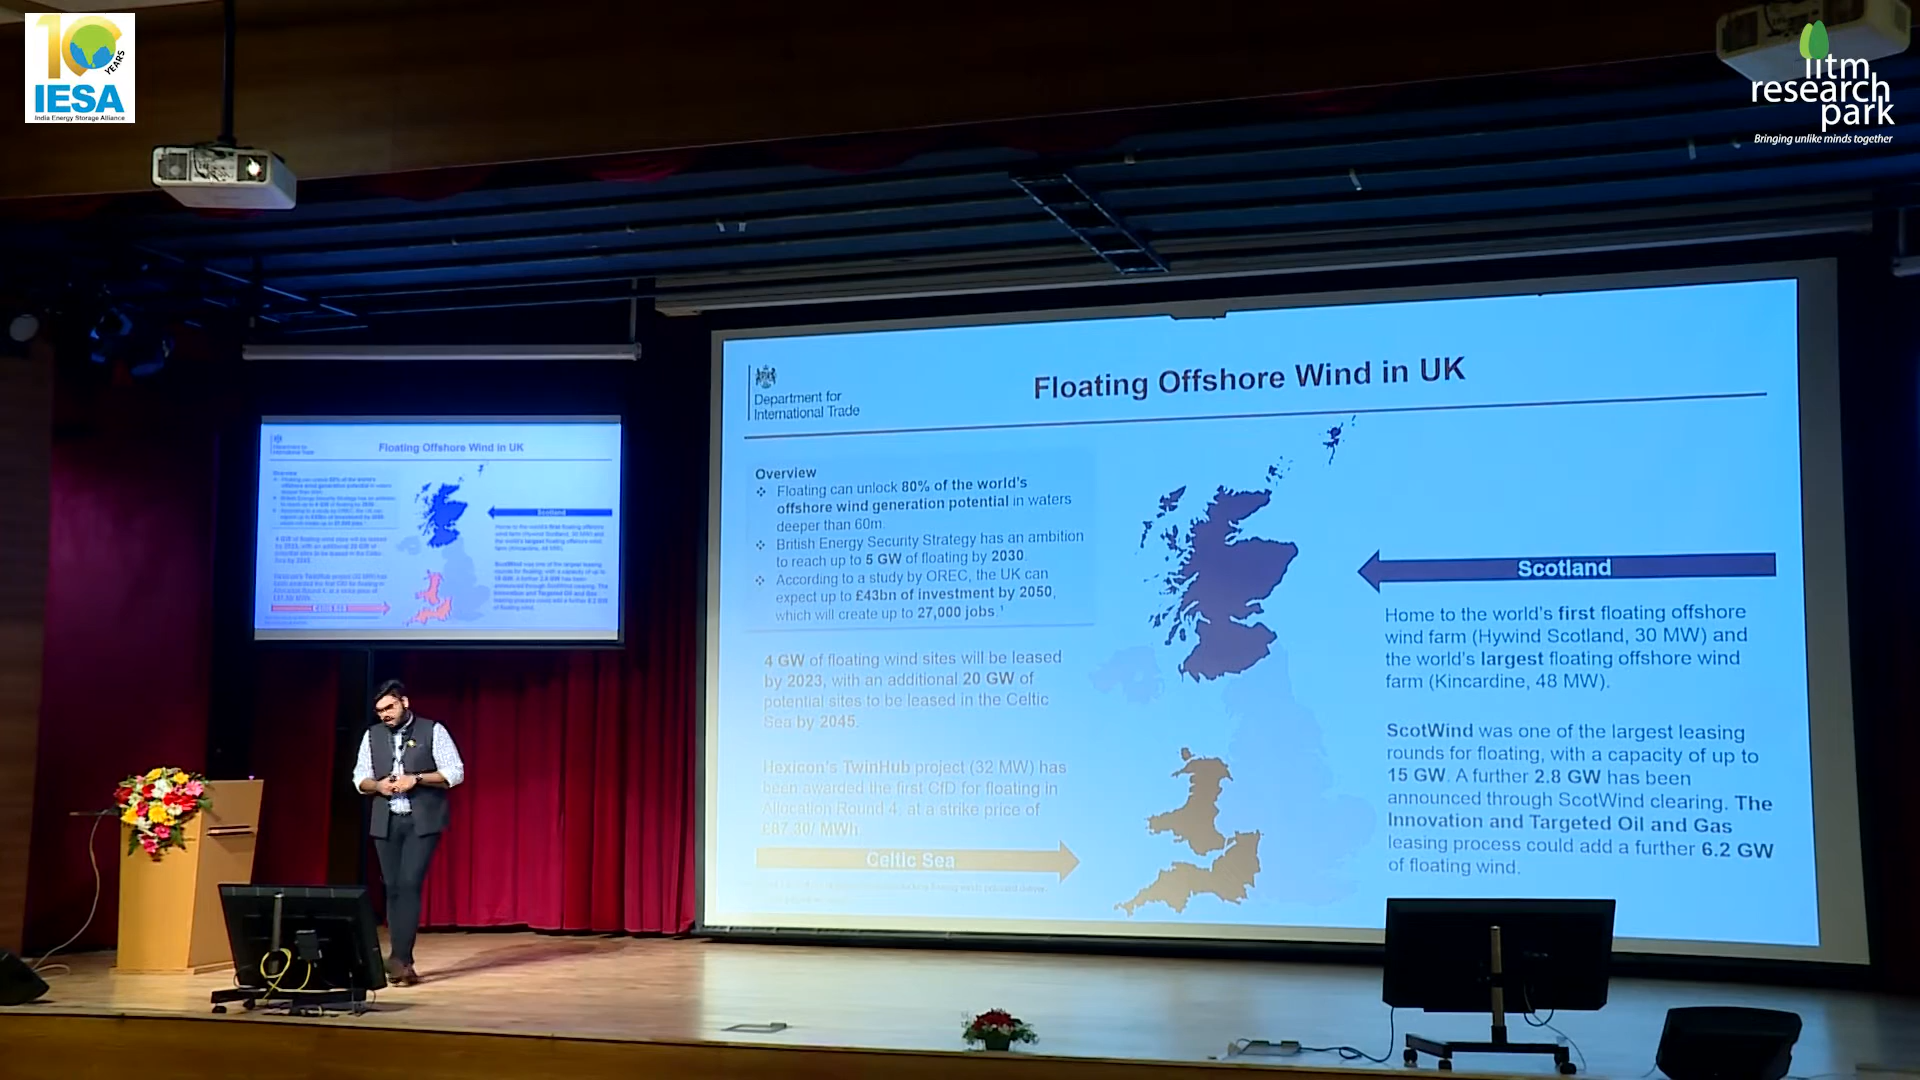 10
YEARS
IESA
India Energy Storage Alliance
iitm
research
park
Bringing unlike minds together
Department for
International Trade
Floating Offshore Wind in UK
Overview
Floating can unlock 80% of the world's
offshore wind generation potential in waters
deeper than 60m.
British Energy Security Strategy has an ambition
to reach up to 5 GW of floating by 2030.
According to a study by OREC, the UK can
expect up to £43bn of investment by 2050,
which will create up to 27,000 jobs.¹
4 GW of floating wind sites will be leased
by 2023, with an additional 20 GW of
potential sites to be leased in the Celtic
Sea by 2045.
Hexicon's TwinHub project (32 MW) has
been awarded the first CfD for floating in
Allocation Round 4, at a strike price of
£87.30/ MWh
Celtic Sea
Scotland
Home to the world's first floating offshore
wind farm (Hywind Scotland, 30 MW) and
the world's largest floating offshore wind
farm (Kincardine, 48 MW).
ScotWind was one of the largest leasing
rounds for floating, with a capacity of up to
15 GW. A further 2.8 GW has been
announced through ScotWind clearing. The
Innovation and Targeted Oil and Gas
leasing process could add a further 6.2 GW
of floating wind.
Floating Offshore Wind in UK
Scotland